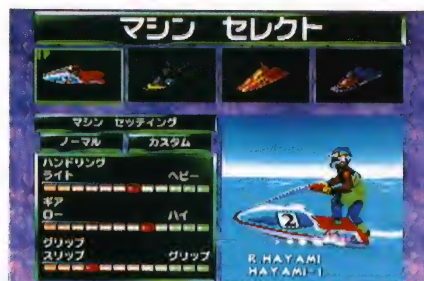 マシン セレクト
マシン セッティング
ノーマル カスタム
ハンドリング
ライト ヘビー
ギア
ロー ハイ
グリップ
スリップ グリップ
2
R.HAYAMI
HAYAMI-1